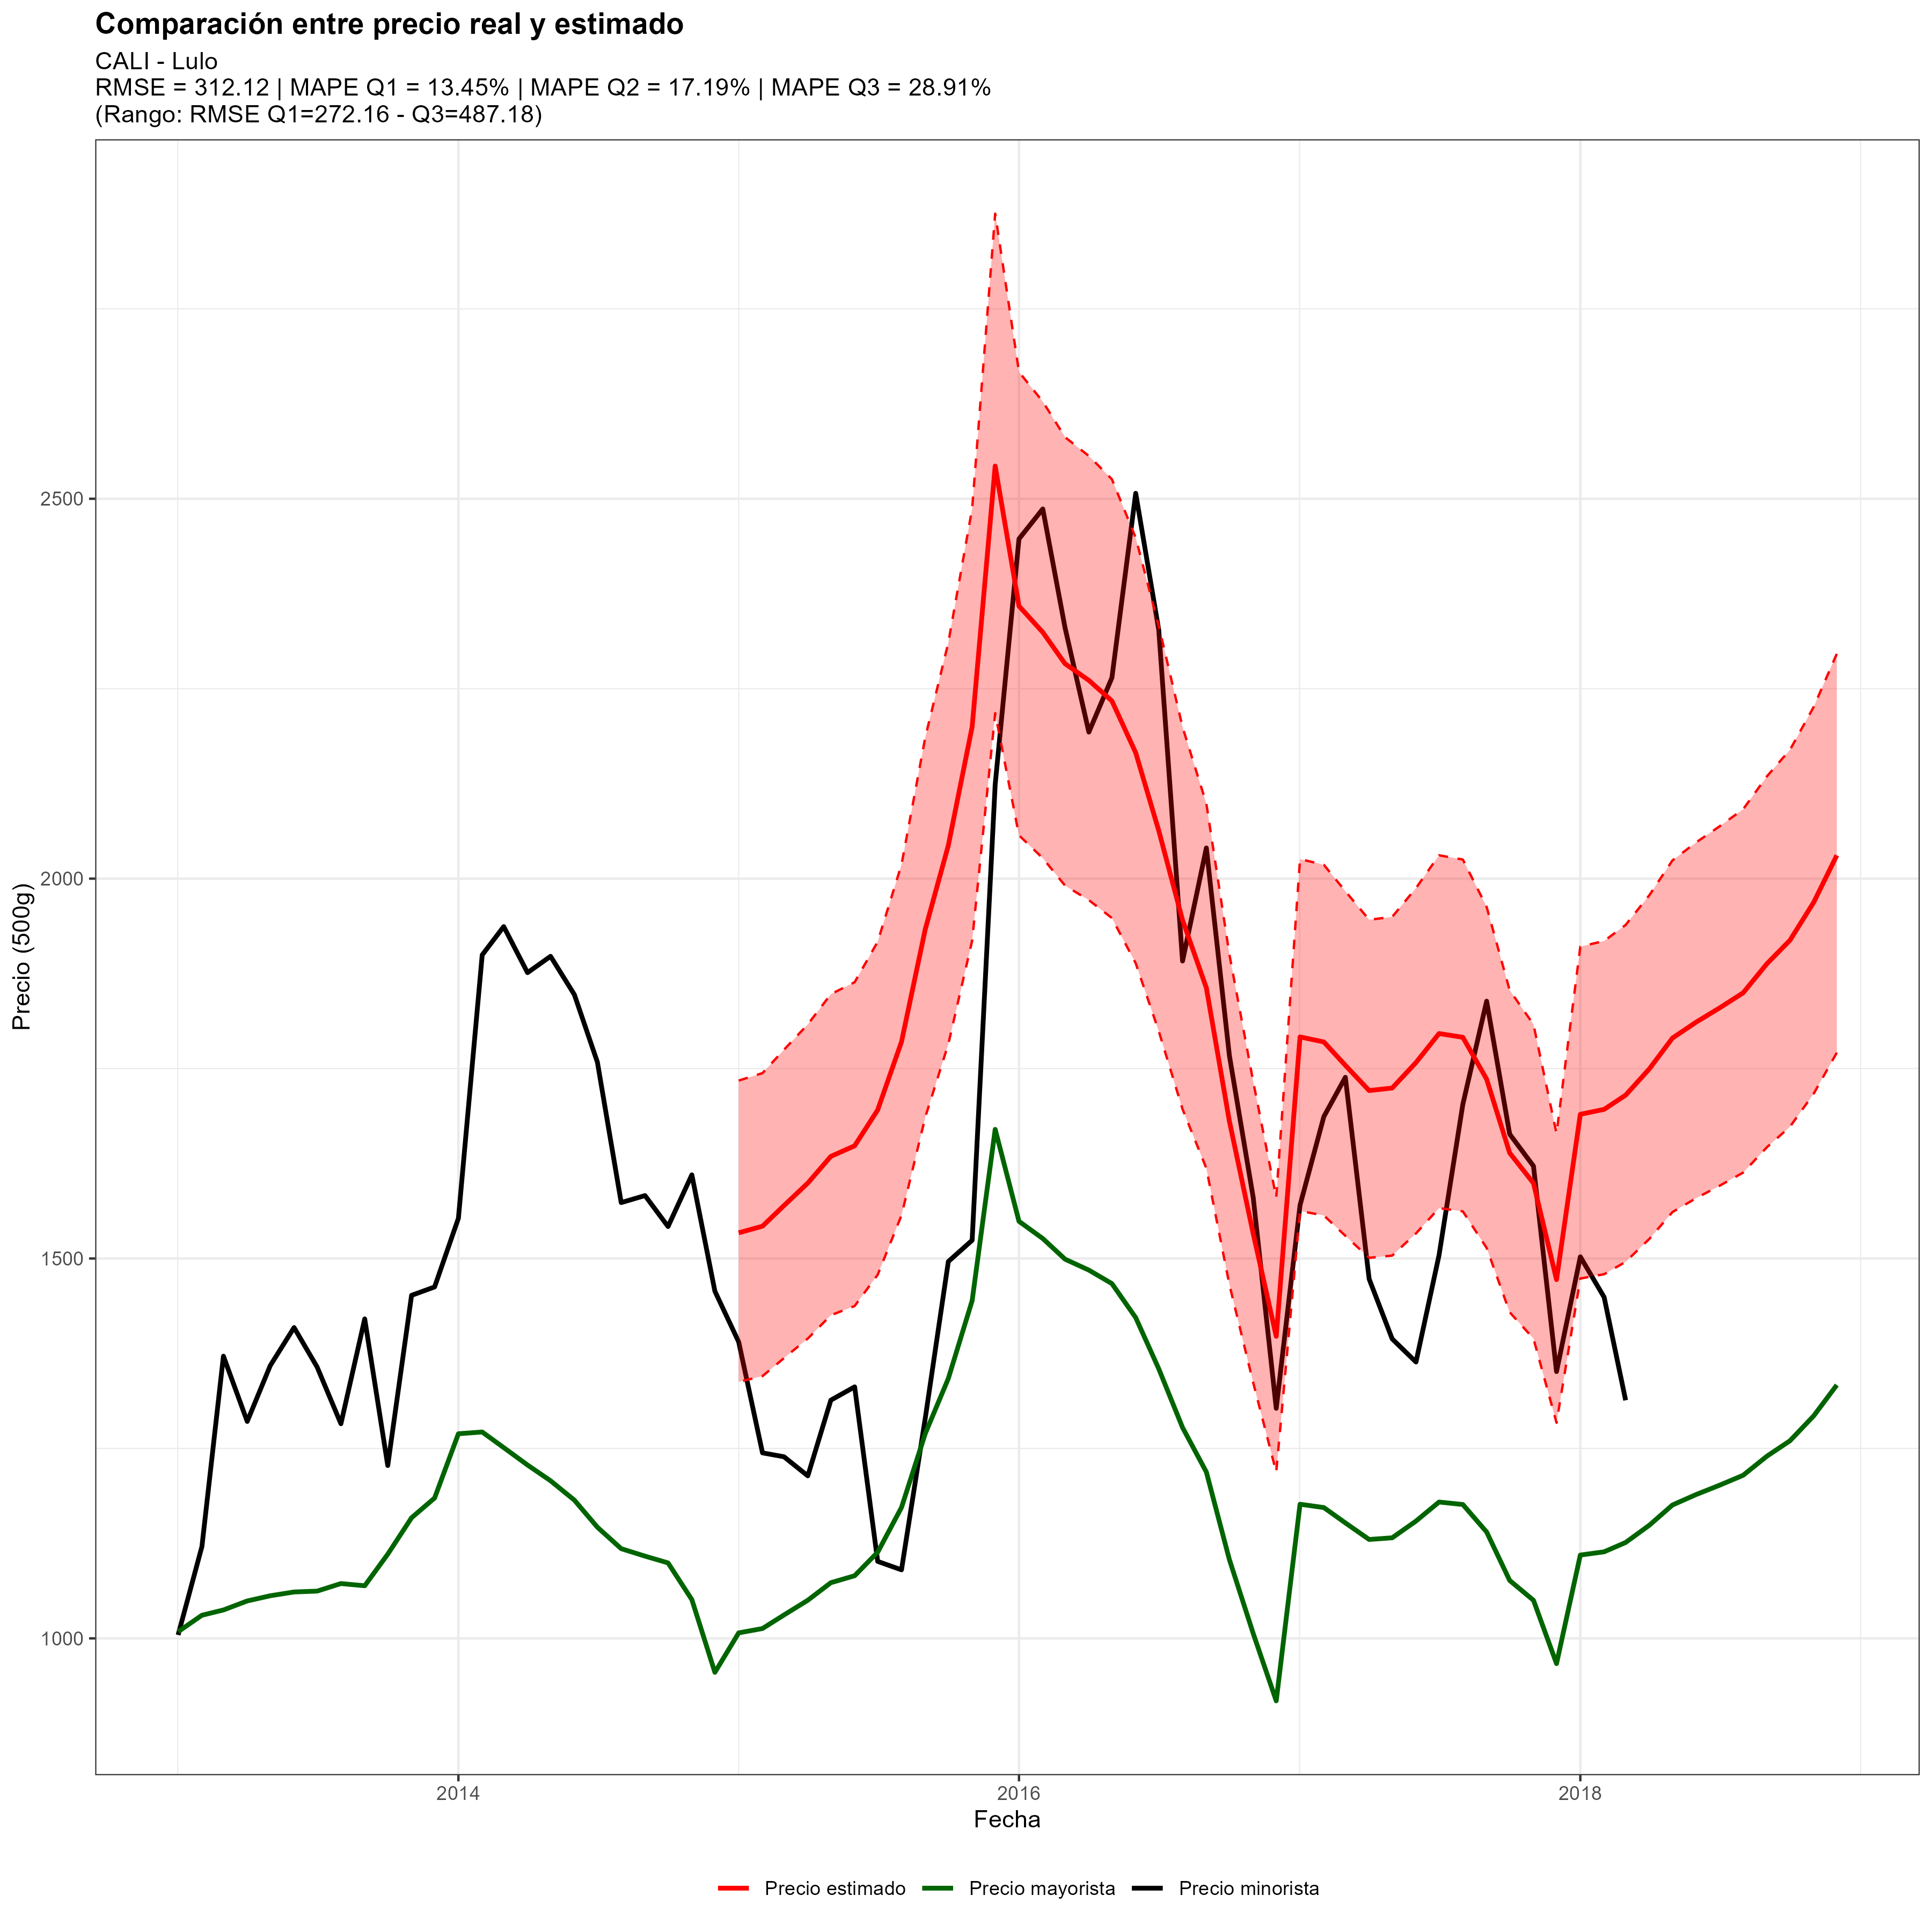 Comparación entre precio real y estimado
CALI - Lulo
RMSE = 312.12 | MAPE Q1 = 13.45% | MAPE Q2 = 17.19% | MAPE Q3 = 28.91%
(Rango: RMSE Q1=272.16 - Q3=487.18)
Precio (500g)
2500
2000
1500
1000
2014
2016
2018
Fecha
Precio estimado
Precio mayorista
Precio minorista